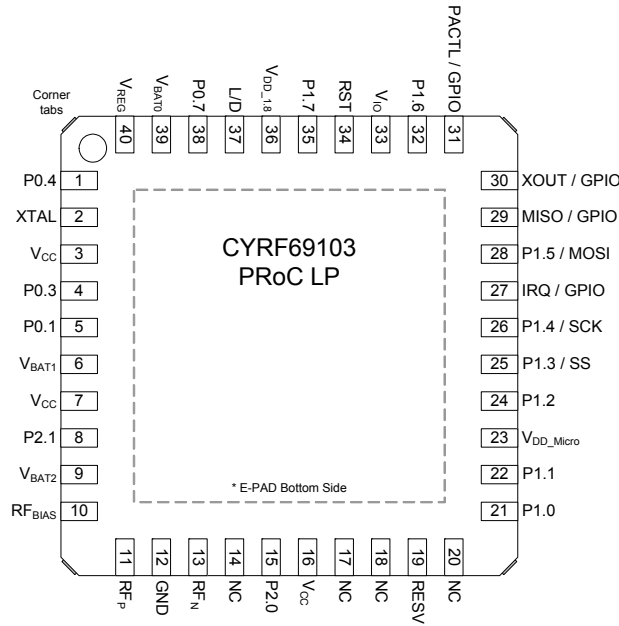 PACTL / GPIO
Corner
tabs
VREG
VBAT0
P0.7
L/D
VDD_1.8
P1.7
RST
VIO
P1.6
40
39
38
37
36
35
34
33
32
31
P0.4 1
XTAL 2
VCC 3
P0.3 4
P0.1 5
VBAT1 6
VCC 7
P2.1 8
VBAT2 9
RFBIAS 10
CYRF69103
PRoC LP
* E-PAD Bottom Side
30 XOUT / GPIO
29 MISO / GPIO
28 P1.5 / MOSI
27 IRQ / GPIO
26 P1.4 / SCK
25 P1.3 / SS
24 P1.2
23 VDD_Micro
22 P1.1
21 P1.0
11
12
13
14
15
16
17
18
19
20
RFP
GND
RFN
NC
P2.0
VCC
NC
NC
RESV
NC